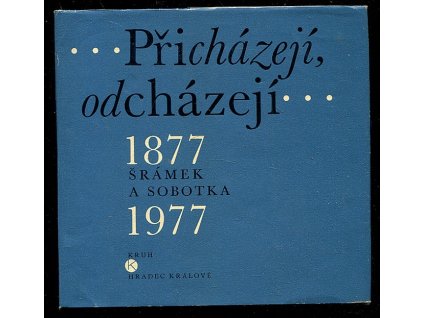 ...Přicházejí,
odcházejí...
1877
ŠRÁMEK
A SOBOTKA
1977
KRUH
K
HRADEC KRÁLOVÉ